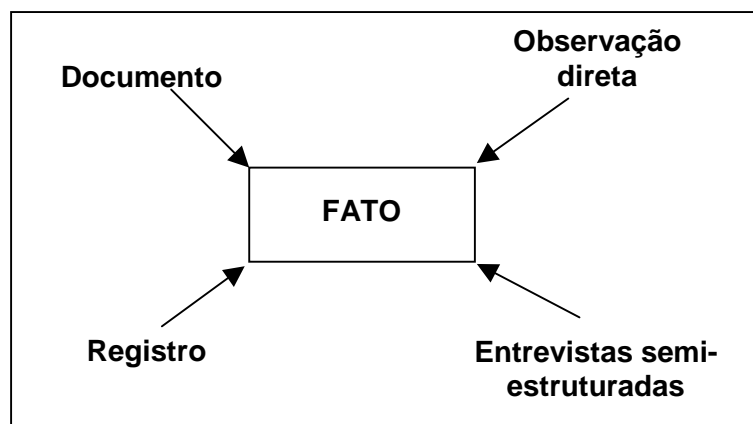 Documento
Observação
direta
FATO
Registro
Entrevistas semi-
estruturadas